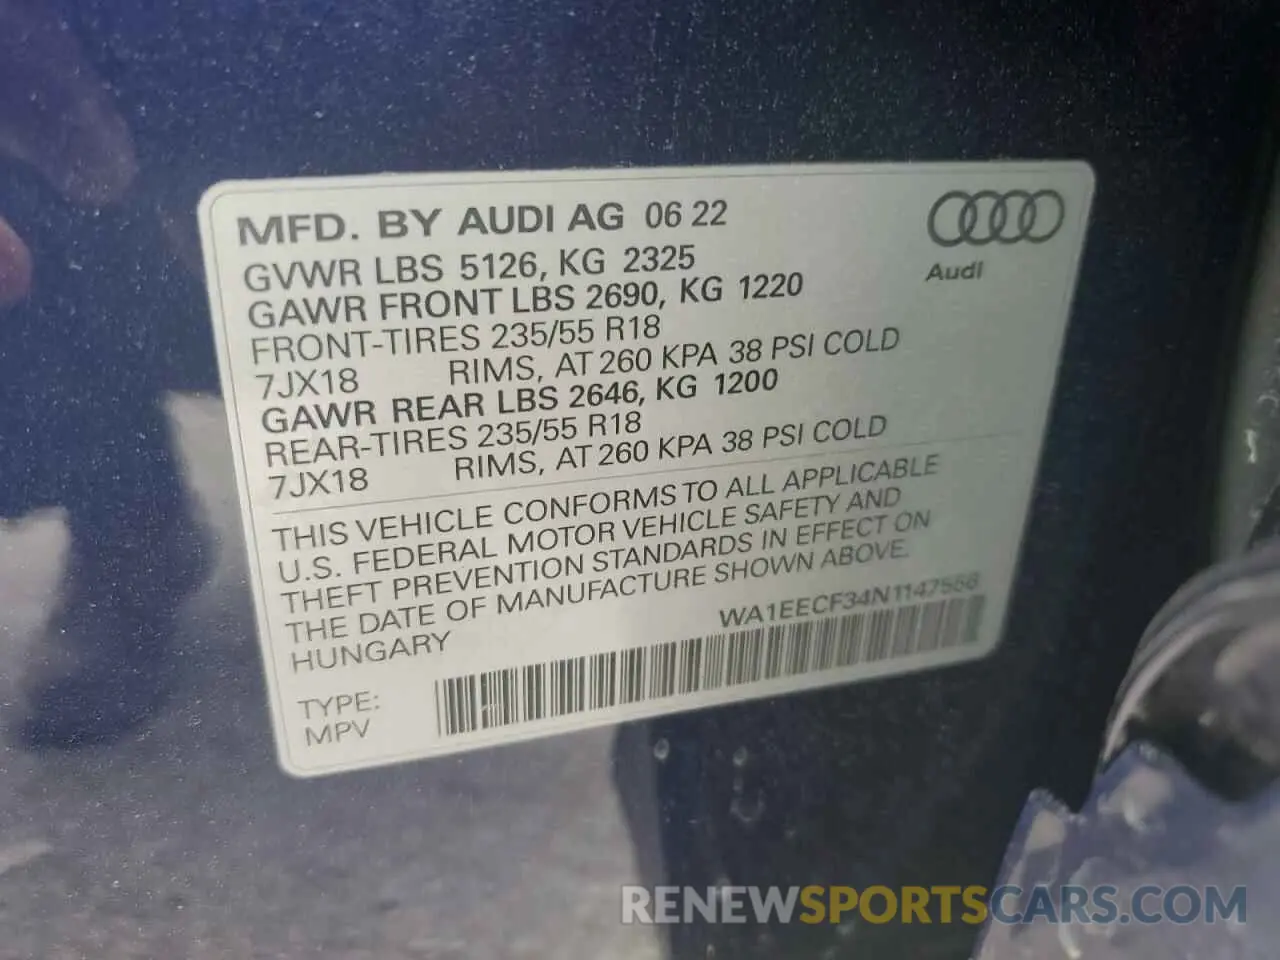 MFD. BY AUDI AG 06 22
Audi
GVWR LBS 5126, KG 2325
GAWR FRONT LBS 2690, KG 1220
FRONT-TIRES 235/55 R18
7JX18 RIMS, AT 260 KPA 38 PSI COLD
GAWR REAR LBS 2646, KG 1200
REAR-TIRES 235/55 R18
7JX18 RIMS, AT 260 KPA 38 PSI COLD
THIS VEHICLE CONFORMS TO ALL APPLICABLE
U.S. FEDERAL MOTOR VEHICLE SAFETY AND
THEFT PREVENTION STANDARDS IN EFFECT ON
THE DATE OF MANUFACTURE SHOWN ABOVE.
HUNGARY
TYPE:
MPV
RENEWSPORTSCARS.COM